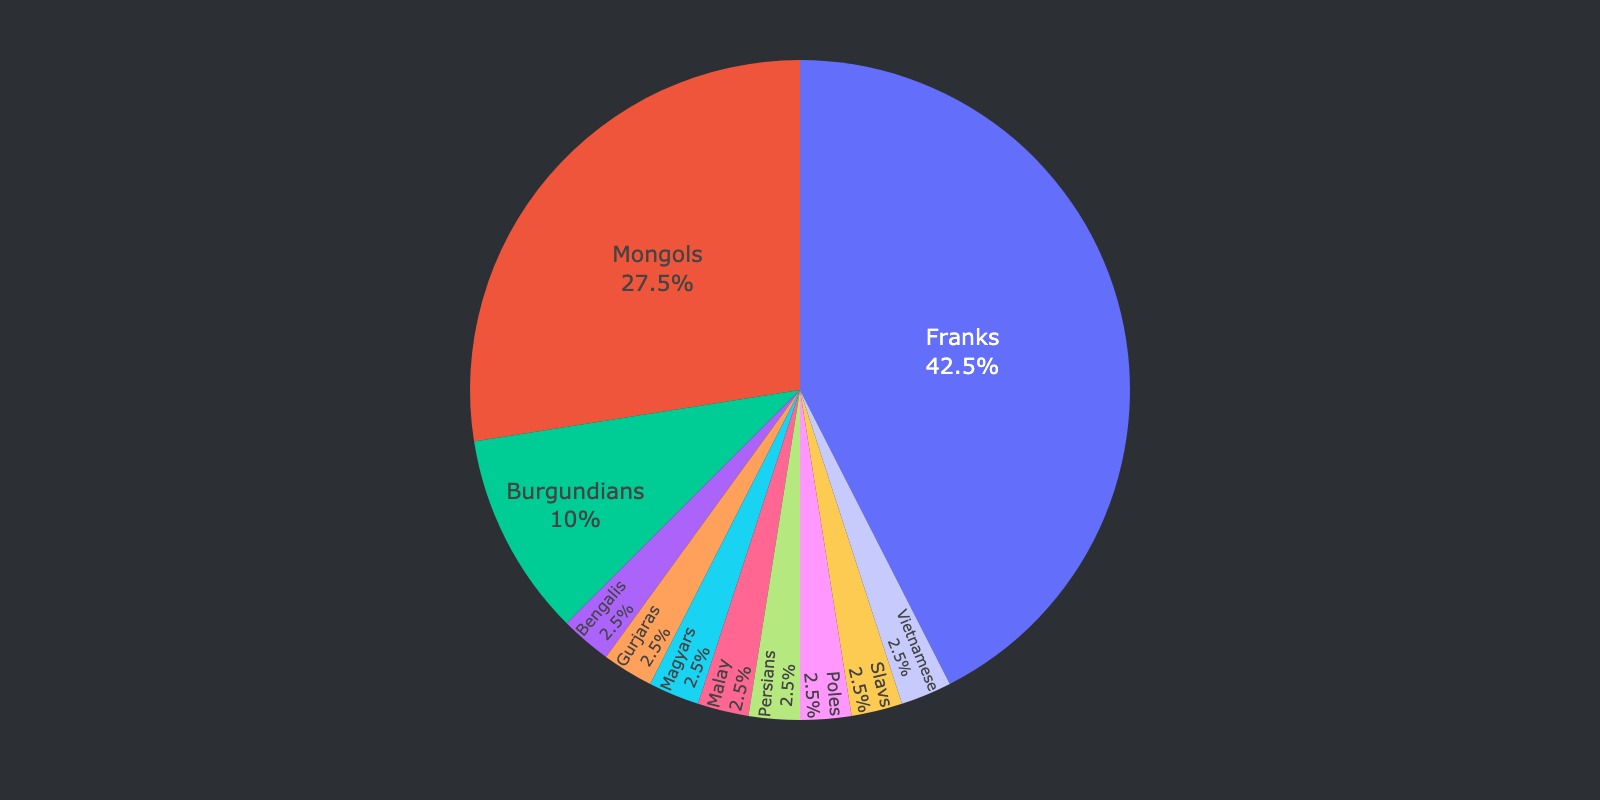 Mongols
27.5%
Franks
42.5%
Burgundians
10%
Bengalis
2.5%
Gurjaras
2.5%
Magyars
2.5%
Malay
2.5%
Persians
2.5%
Poles
2.5%
Slavs
2.5%
Vietnamese
2.5%